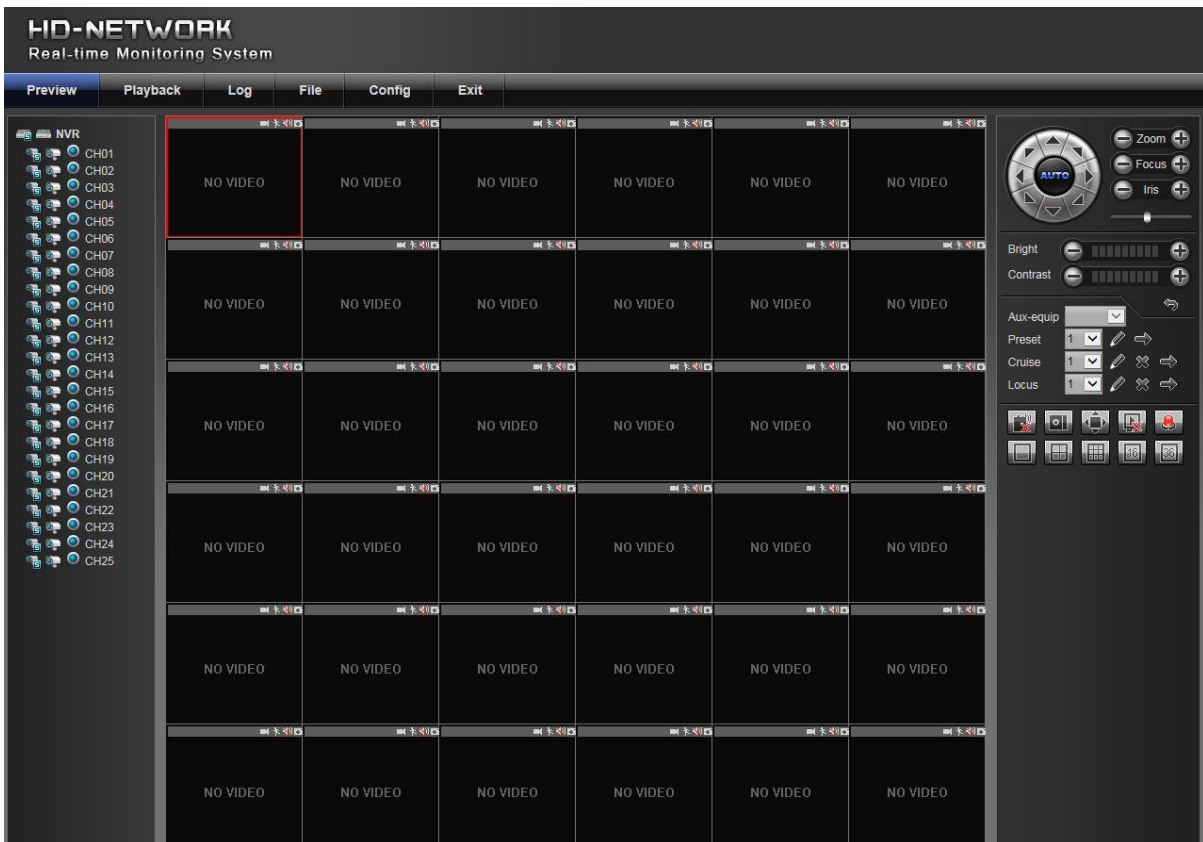 HD-NETWORK
Real-time Monitoring System
Preview Playback Log File Config Exit
NVR
CH01
CH02
CH03
CH04
CH05
CH06
CH07
CH08
CH09
CH10
CH11
CH12
CH13
CH14
CH15
CH16
CH17
CH18
CH19
CH20
CH21
CH22
CH23
CH24
CH25
NO VIDEO NO VIDEO NO VIDEO NO VIDEO NO VIDEO NO VIDEO
NO VIDEO NO VIDEO NO VIDEO NO VIDEO NO VIDEO NO VIDEO
NO VIDEO NO VIDEO NO VIDEO NO VIDEO NO VIDEO NO VIDEO
NO VIDEO NO VIDEO NO VIDEO NO VIDEO NO VIDEO NO VIDEO
NO VIDEO NO VIDEO NO VIDEO NO VIDEO NO VIDEO NO VIDEO
NO VIDEO NO VIDEO NO VIDEO NO VIDEO NO VIDEO NO VIDEO
AUTO
Zoom
Focus
Iris
Bright
Contrast
Aux-equip
Preset 1
Cruise 1
Locus 1
16 36